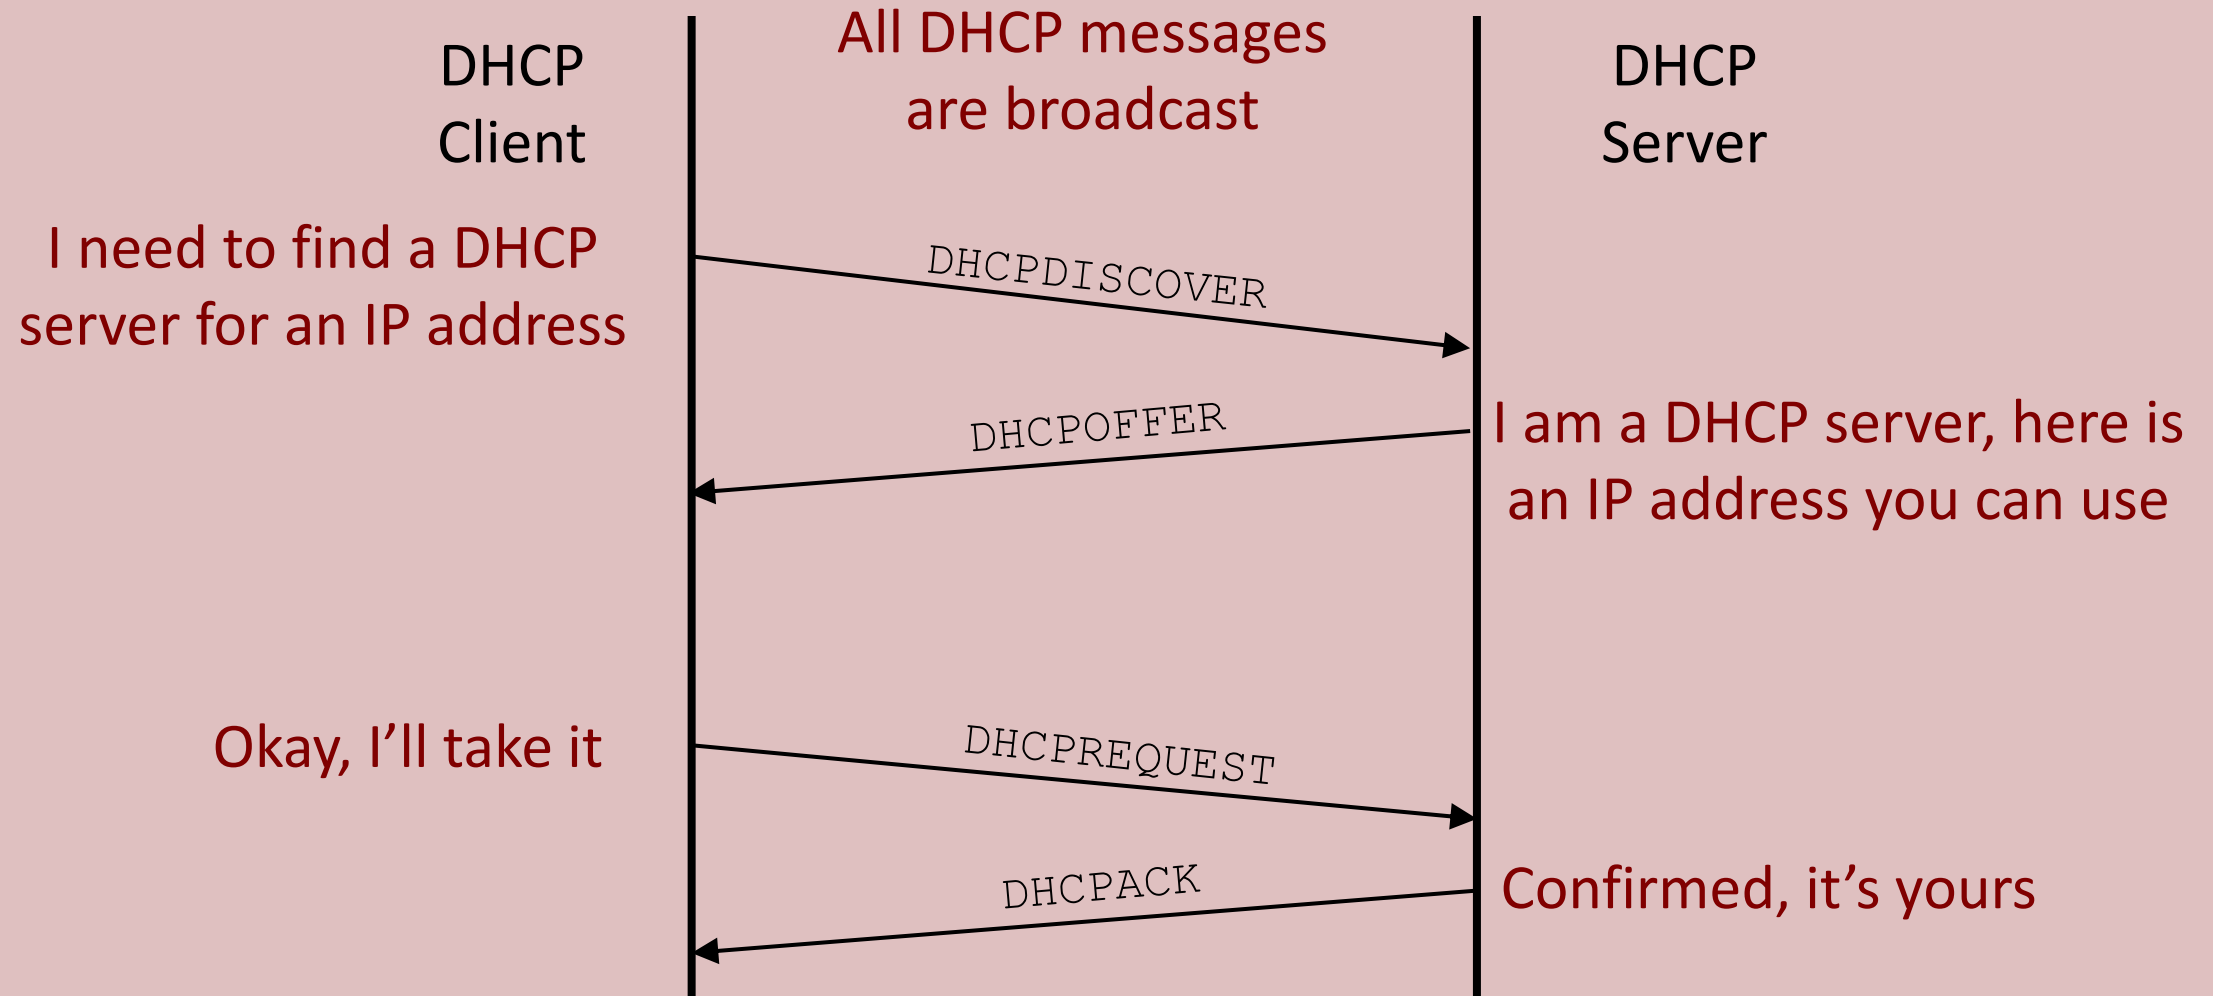 All DHCP messages
are broadcast
DHCP
Client
DHCP
Server
I need to find a DHCP
server for an IP address
DHCPDISCOVER
DHCPOFFER
I am a DHCP server, here is
an IP address you can use
Okay, I’ll take it
DHCPREQUEST
DHCPACK
Confirmed, it’s yours